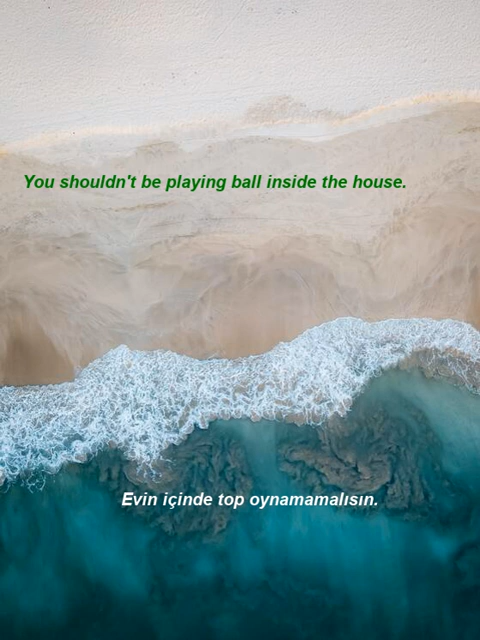 You shouldn't be playing ball inside the house.
Evin içinde top oynamamalısın.